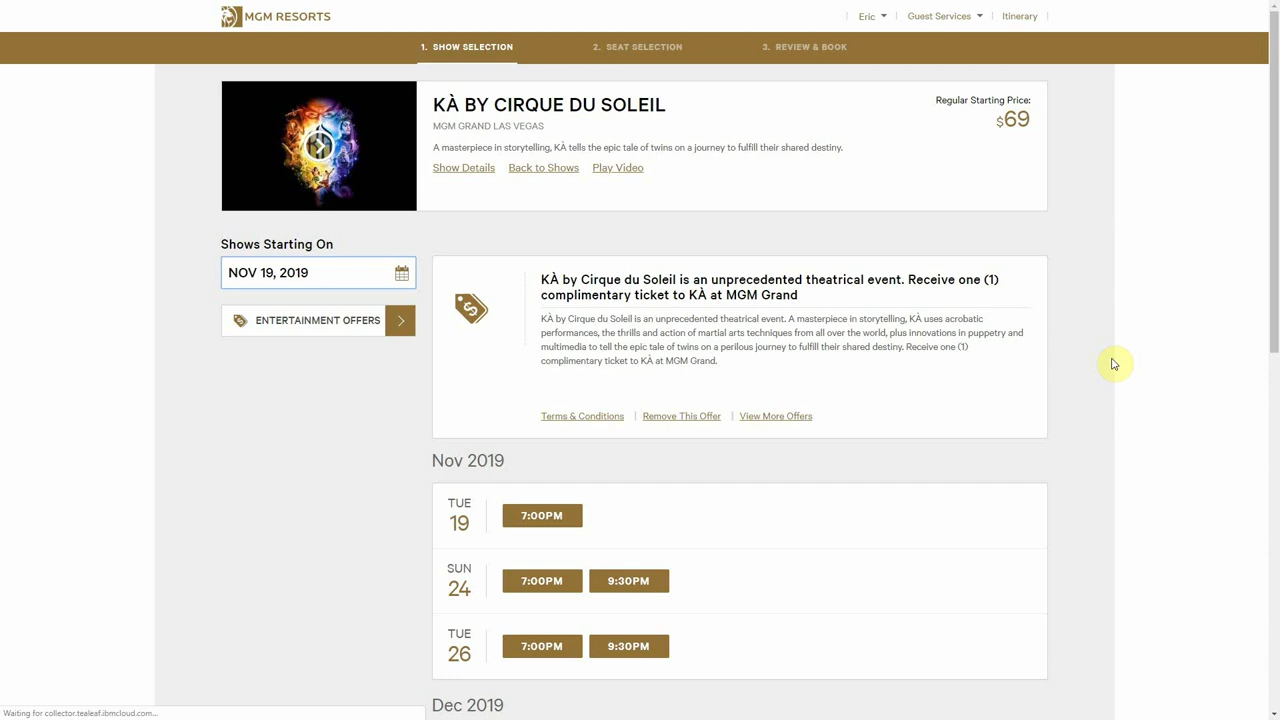 MGM RESORTS
Eric
Guest Services
Itinerary
1. SHOW SELECTION
2. SEAT SELECTION
3. REVIEW & BOOK
KÀ BY CIRQUE DU SOLEIL
MGM GRAND LAS VEGAS
A masterpiece in storytelling, KÀ tells the epic tale of twins on a journey to fulfill their shared destiny.
Show Details
Back to Shows
Play Video
Regular Starting Price:
$69
Shows Starting On
NOV 19, 2019
ENTERTAINMENT OFFERS
KÀ by Cirque du Soleil is an unprecedented theatrical event. Receive one (1)
complimentary ticket to KÀ at MGM Grand
KÀ by Cirque du Soleil is an unprecedented theatrical event. A masterpiece in storytelling, KÀ uses acrobatic
performances, the thrills and action of martial arts techniques from all over the world, plus innovations in puppetry and
multimedia to tell the epic tale of twins on a perilous journey to fulfill their shared destiny. Receive one (1)
complimentary ticket to KÀ at MGM Grand.
Terms & Conditions
Remove This Offer
View More Offers
Nov 2019
TUE
19
7:00PM
SUN
24
7:00PM
9:30PM
TUE
26
7:00PM
9:30PM
Dec 2019
Waiting for collector.tealeaf.ibmcloud.com...